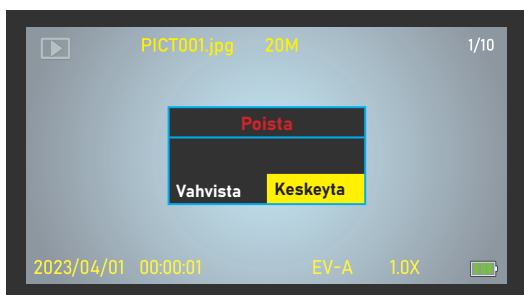 PICT001.jpg 20M 1/10
Poista
Vahvista Keskeyta
2023/04/01 00:00:01 EV-A 1.0X